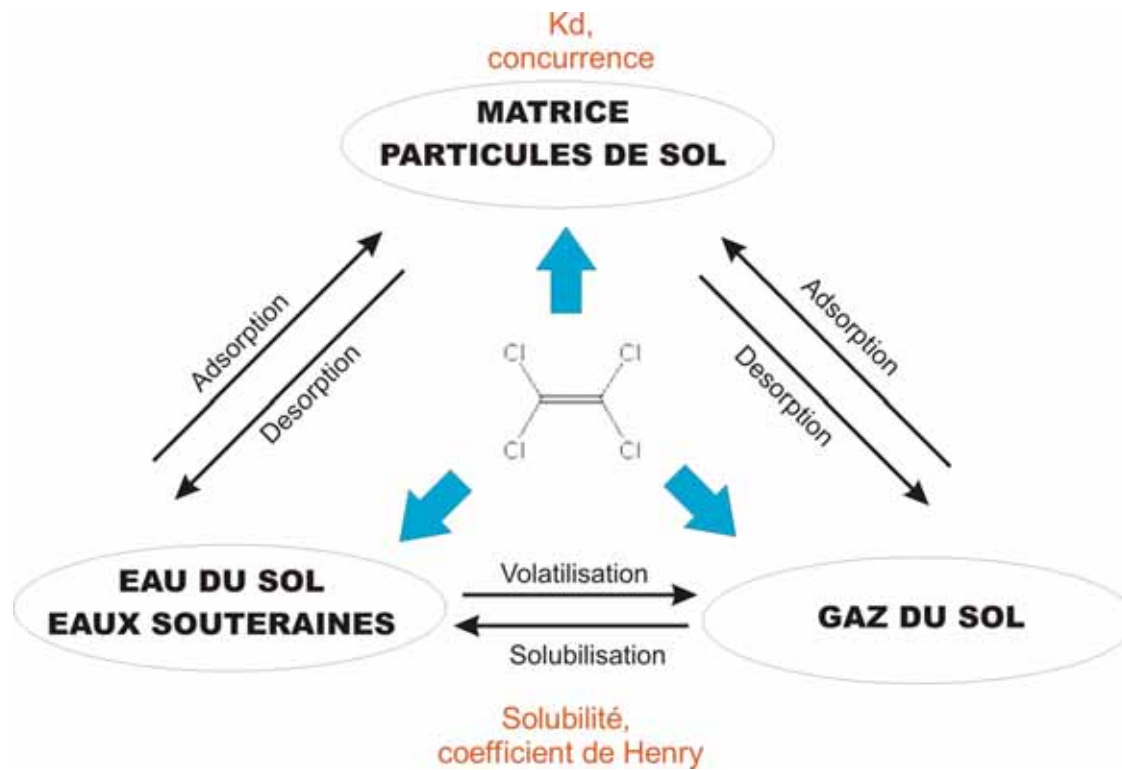 Kd,
concurrence
MATRICE
PARTICULES DE SOL
Adsorption
Desorption
Adsorption
Desorption
Cl
Cl
Cl
Cl
EAU DU SOL
EAUX SOUTERAINES
Volatilisation
Solubilisation
GAZ DU SOL
Solubilité,
coefficient de Henry